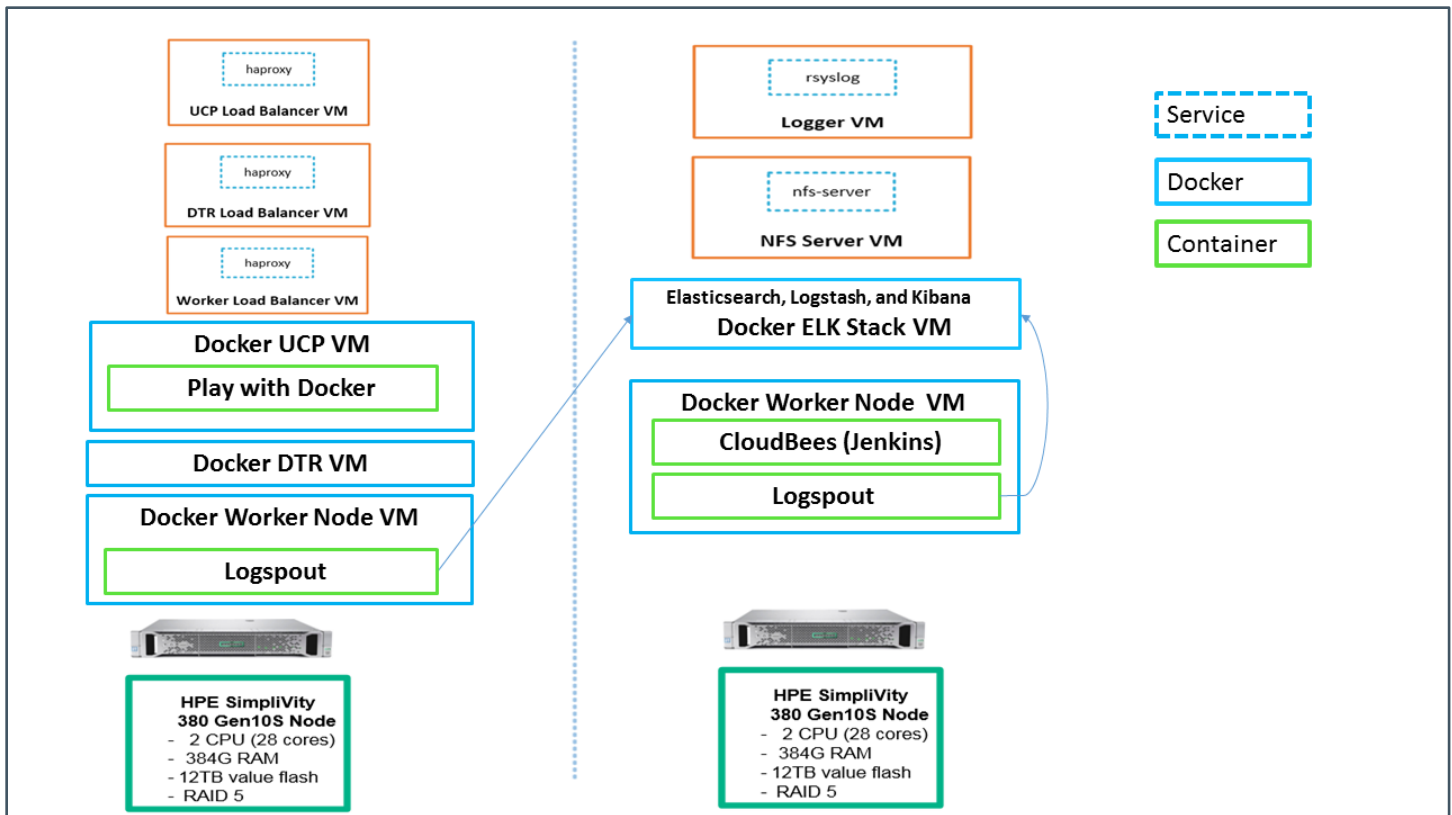 haproxy
UCP Load Balancer VM
haproxy
DTR Load Balancer VM
haproxy
Worker Load Balancer VM
Docker UCP VM
Play with Docker
Docker DTR VM
Docker Worker Node VM
Logspout
HPE SimpliVity
380 Gen10S Node
- 2 CPU (28 cores)
- 384G RAM
- 12TB value flash
- RAID 5
rsyslog
Logger VM
nfs-server
NFS Server VM
Elasticsearch, Logstash, and Kibana
Docker ELK Stack VM
Docker Worker Node VM
CloudBees (Jenkins)
Logspout
HPE SimpliVity
380 Gen10S Node
- 2 CPU (28 cores)
- 384G RAM
- 12TB value flash
- RAID 5
Service
Docker
Container